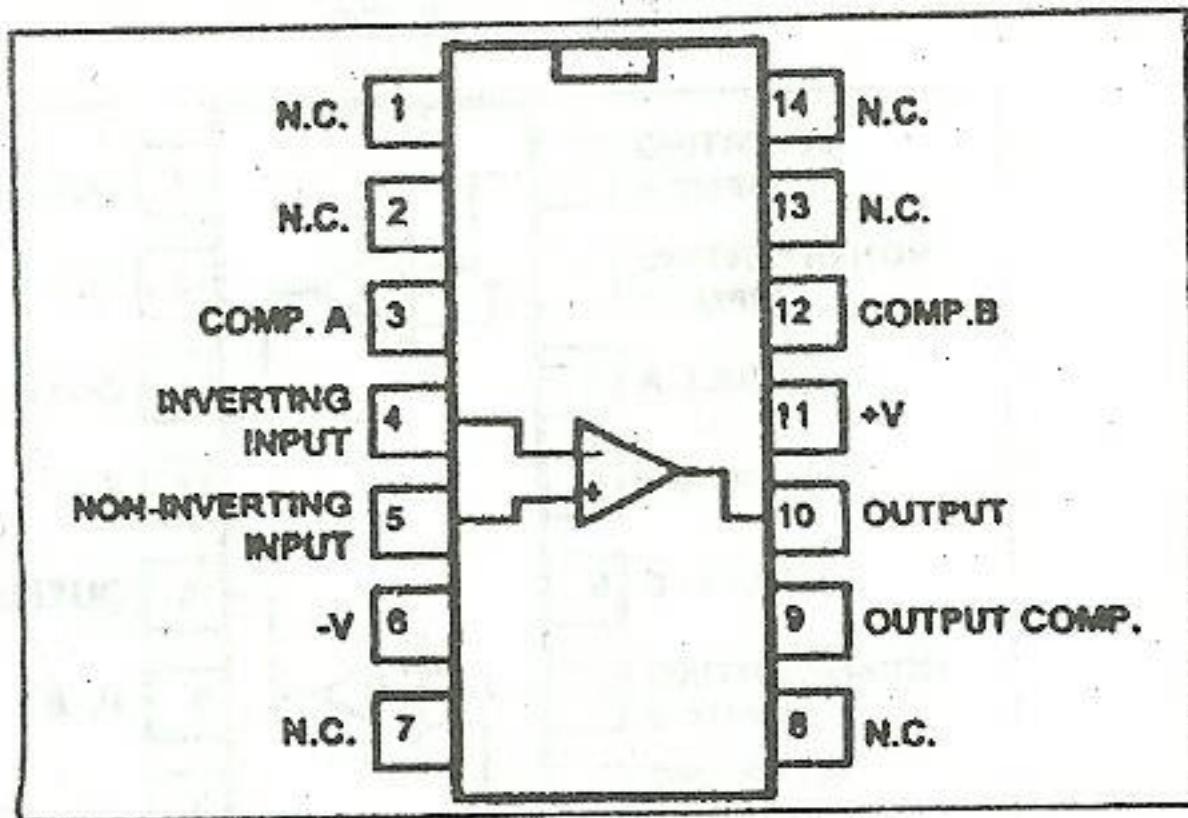 N.C. 1
N.C. 2
COMP. A 3
INVERTING
INPUT 4
NON-INVERTING
INPUT 5
-V 6
N.C. 7
14 N.C.
13 N.C.
12 COMP.B
11 +V
10 OUTPUT
9 OUTPUT COMP.
8 N.C.
- 
+